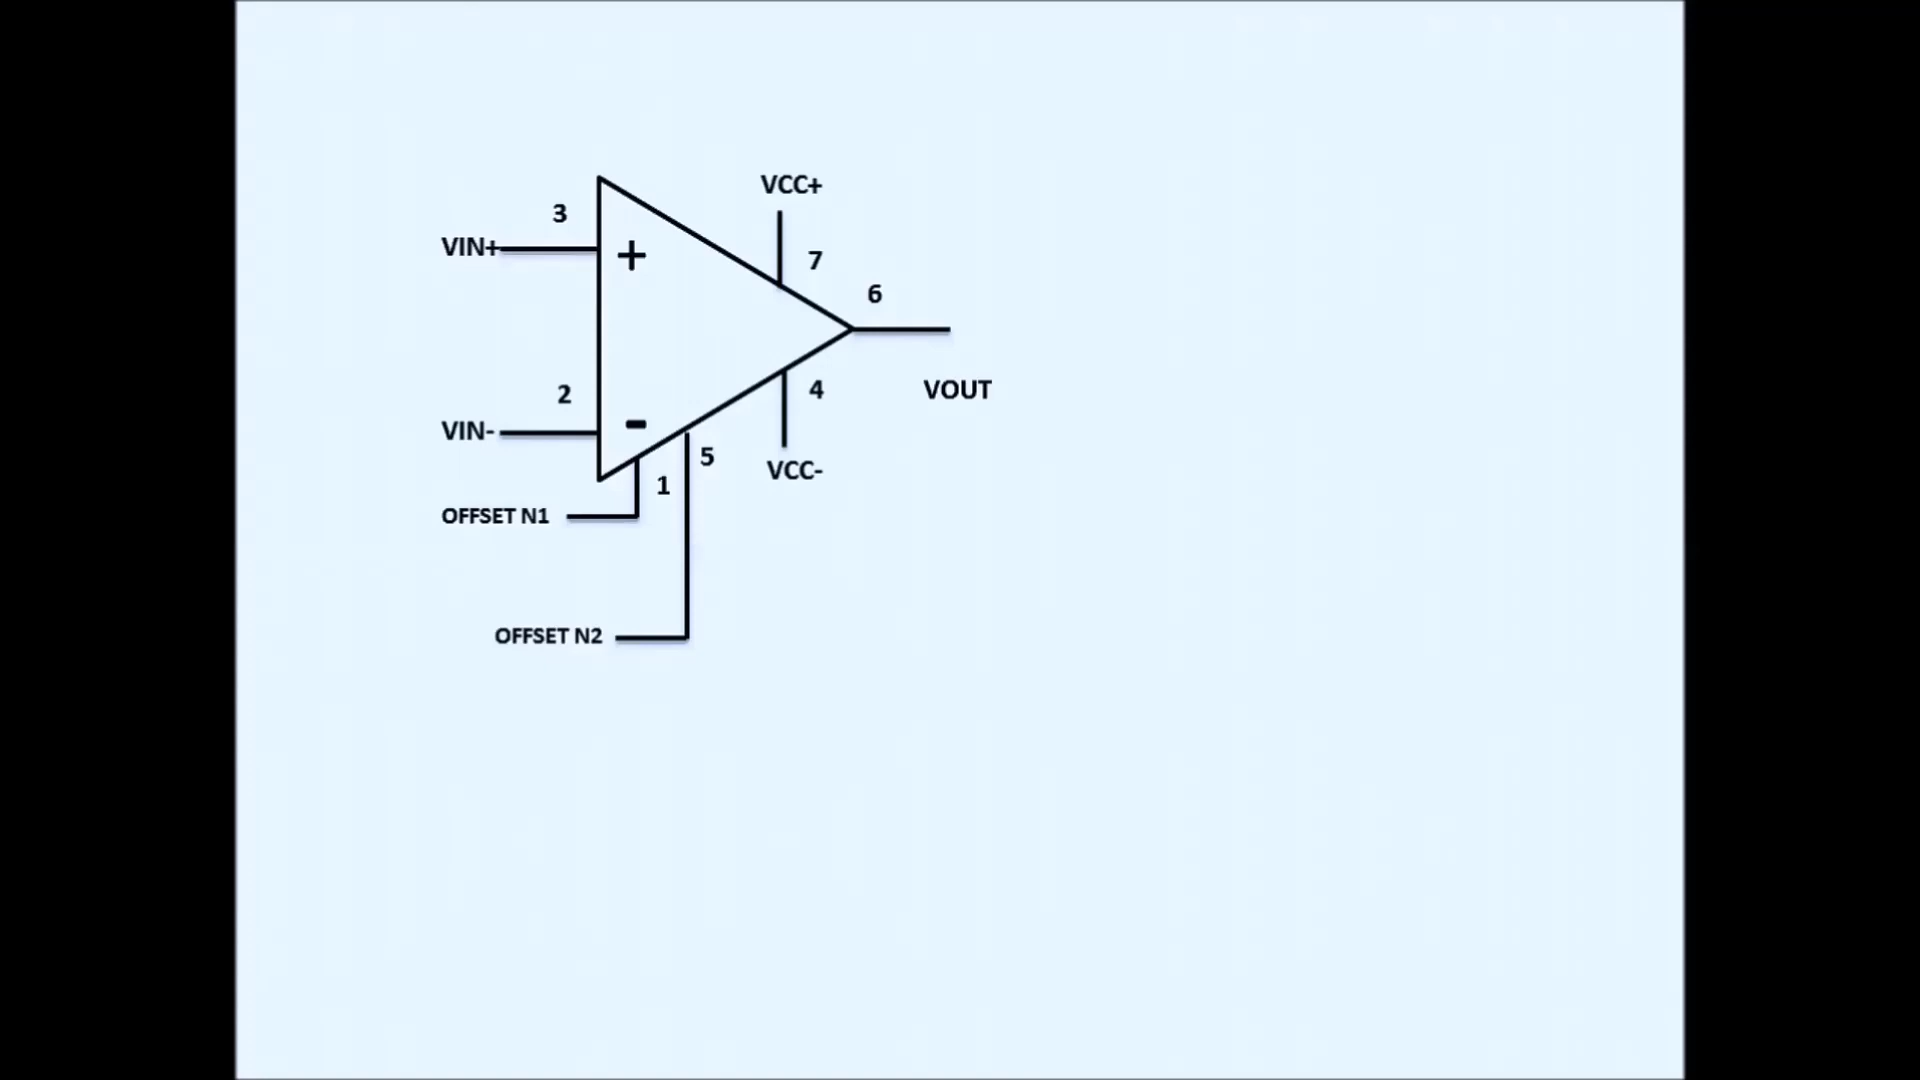 VCC+
3
VIN+
+
7
6
2
4
VOUT
VIN-
-
5
VCC-
1
OFFSET N1
OFFSET N2